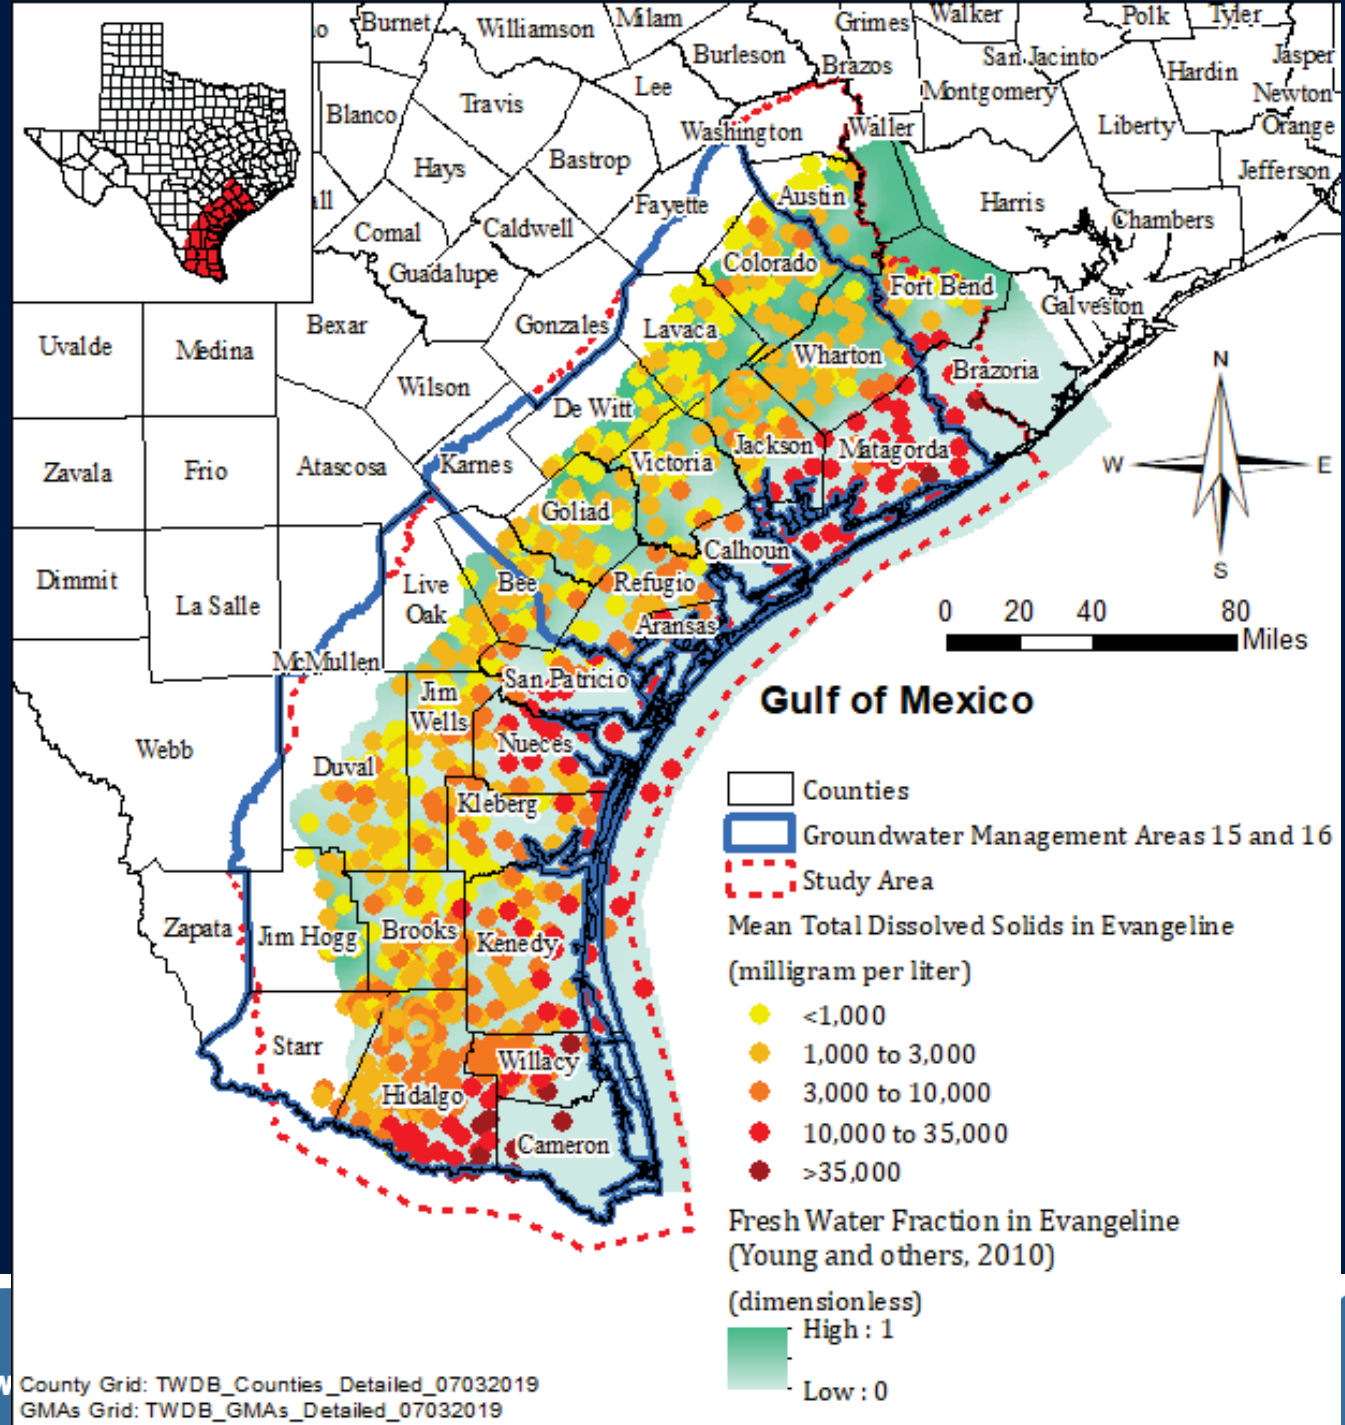 Burnet
Williamson
Milam
Grimes
Walker
Polk
Tyler
Burleson
San Jacinto
Jasper
Brazos
Hardin
Lee
Travis
Montgomery
Newton
Blanco
Washington
Waller
Liberty
Orange
Bastrop
Hays
Jefferson
Austin
Fayette
Harris
Chambers
Comal
Caldwell
Colorado
Guadalupe
Fort Bend
Galveston
Bexar
Gonzales
Lavaca
Uvalde
Medina
Wharton
Brazoria
N
Wilson
De Witt
Jackson
Matagorda
Zavala
Frio
Atascosa
Karnes
Victoria
W
E
Goliad
Calhoun
S
Dimmit
La Salle
Live
Oak
Bee
Refugio
Aransas
0 20 40 80
Miles
McMullen
San Patricio
Jim
Wells
Gulf of Mexico
Webb
Duval
Nueces
Kleberg
Counties
Groundwater Management Areas 15 and 16
Study Area
Zapata
Jim Hogg
Brooks
Kenedy
Mean Total Dissolved Solids in Evangeline
(milligram per liter)
<1,000
Starr
1,000 to 3,000
Willacy
3,000 to 10,000
Hidalgo
10,000 to 35,000
Cameron
>35,000
Fresh Water Fraction in Evangeline
(Young and others, 2010)
(dimensionless)
High : 1
Low : 0
County Grid: TWDB_Counties_Detailed_07032019
GMAs Grid: TWDB_GMAs_Detailed_07032019